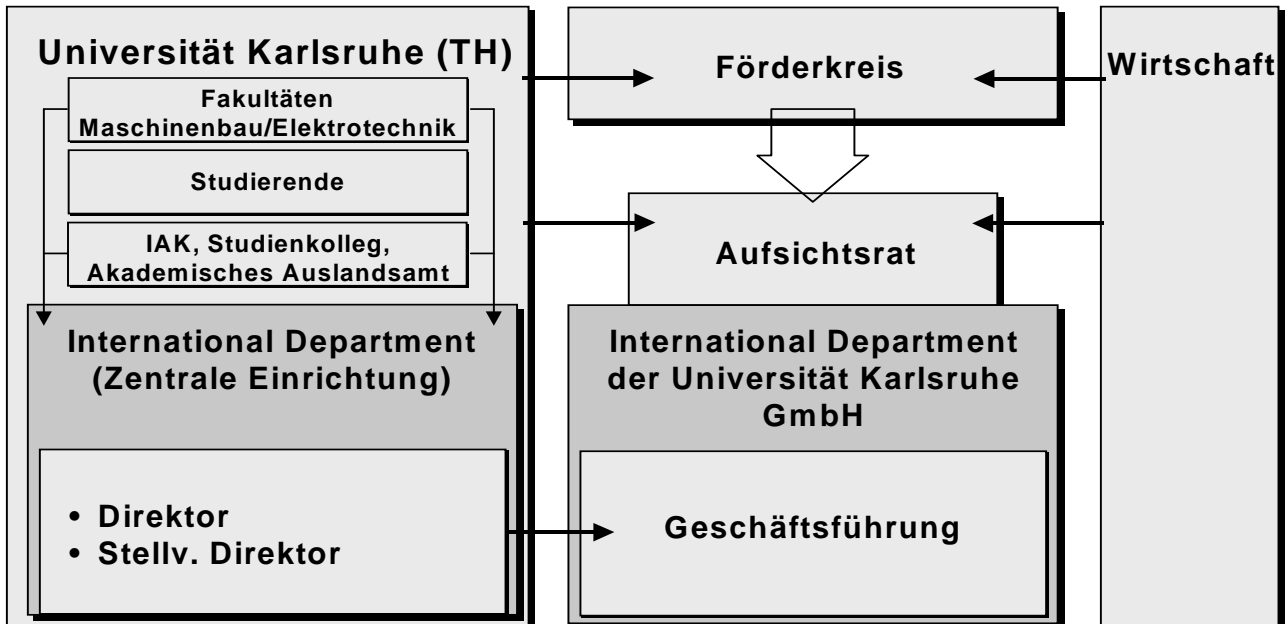 Universität Karlsruhe (TH)
Fakultäten
Maschinenbau/Elektrotechnik
Studierende
IAK, Studienkolleg,
Akademisches Auslandsamt
International Department
(Zentrale Einrichtung)
• Direktor
• Stellv. Direktor
Förderkreis
Aufsichtsrat
International Department
der Universität Karlsruhe
GmbH
Geschäftsführung
Wirtschaft